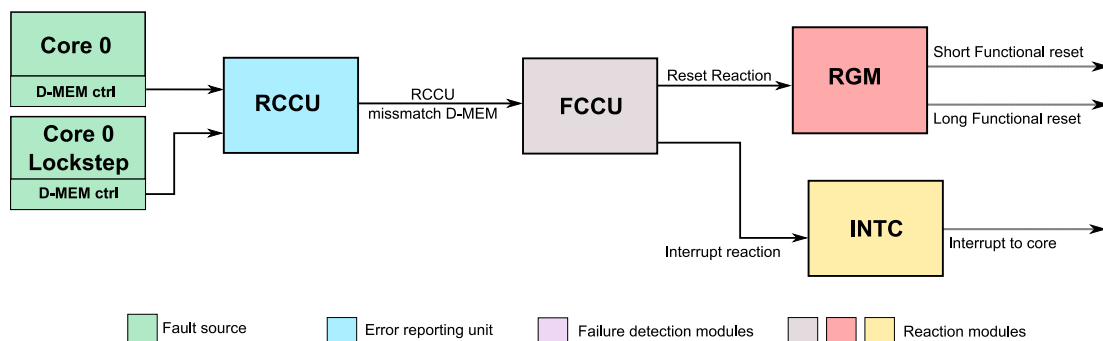 Core 0
D-MEM ctrl
Core 0
Lockstep
D-MEM ctrl
RCCU
RCCU
missmatch D-MEM
FCCU
Reset Reaction
RGM
Short Functional reset
Long Functional reset
Interrupt reaction
INTC
Interrupt to core
Fault source
Error reporting unit
Failure detection modules
Reaction modules